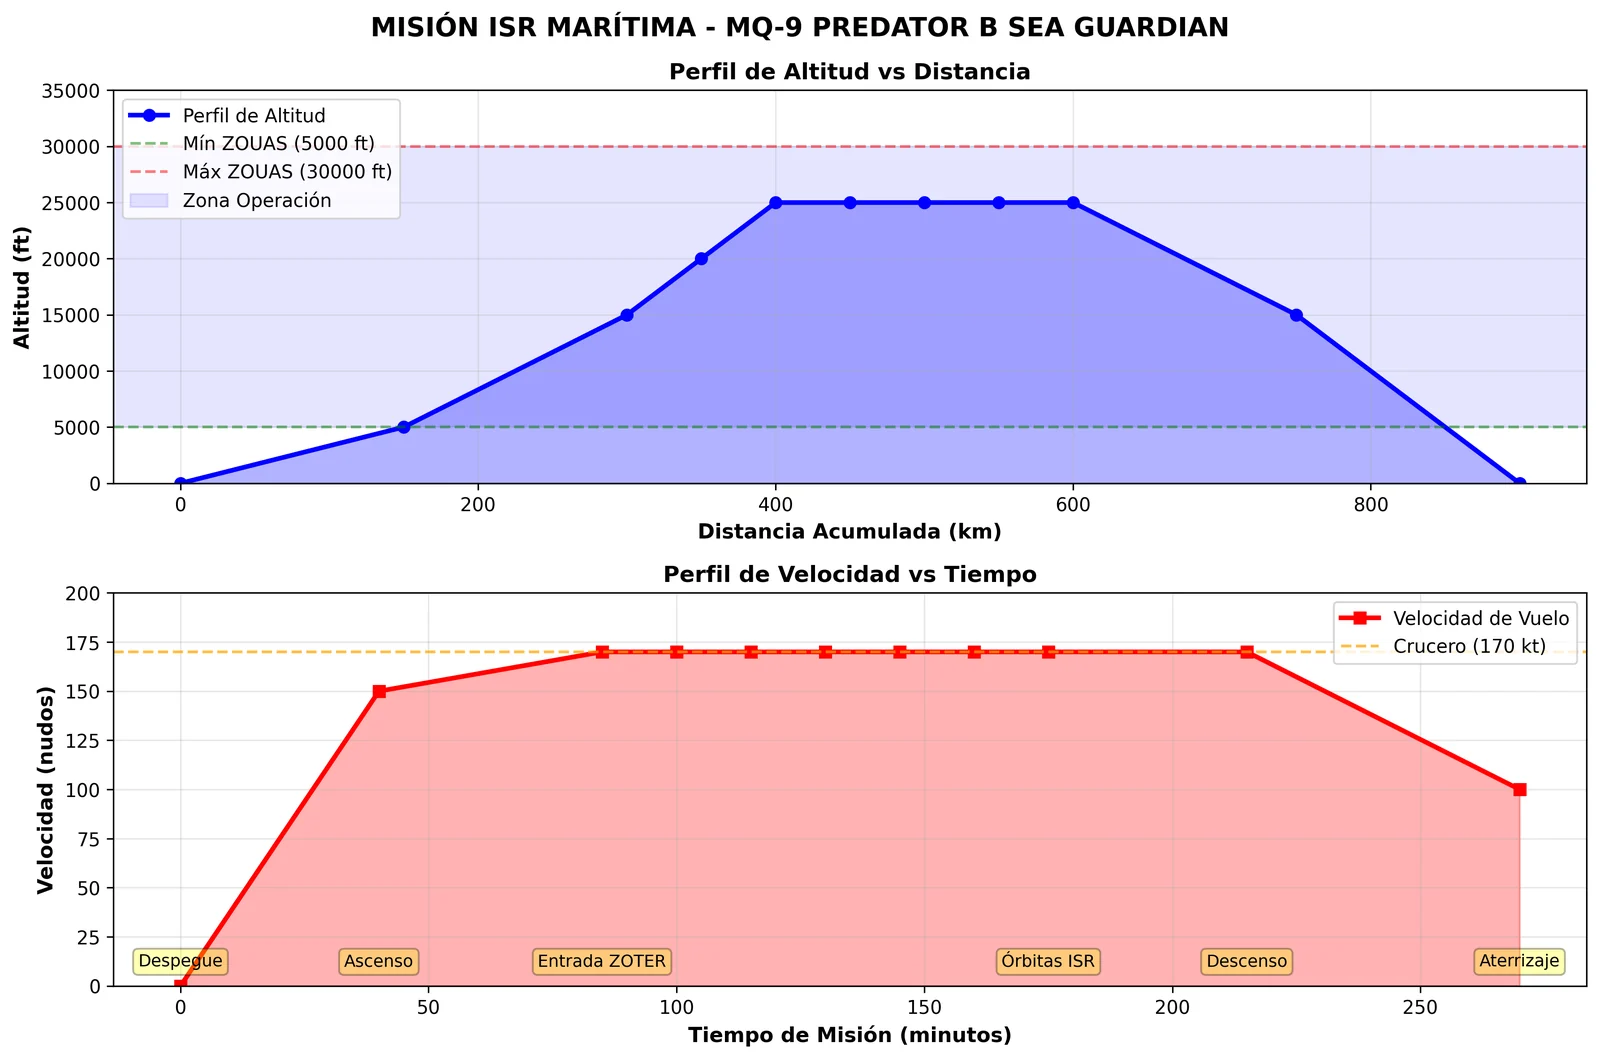 MISIÓN ISR MARÍTIMA - MQ-9 PREDATOR B SEA GUARDIAN
Perfil de Altitud vs Distancia
Altitud (ft)
35000
30000
25000
20000
15000
10000
5000
0
Perfil de Altitud
Mín ZOUAS (5000 ft)
Máx ZOUAS (30000 ft)
Zona Operación
0 200 400 600 800
Distancia Acumulada (km)
Perfil de Velocidad vs Tiempo
Velocidad (nudos)
200
175
150
125
100
75
50
25
0
Velocidad de Vuelo
Crucero (170 kt)
Despegue Ascenso Entrada ZOTER Órbitas ISR Descenso Aterrizaje
0 50 100 150 200 250
Tiempo de Misión (minutos)